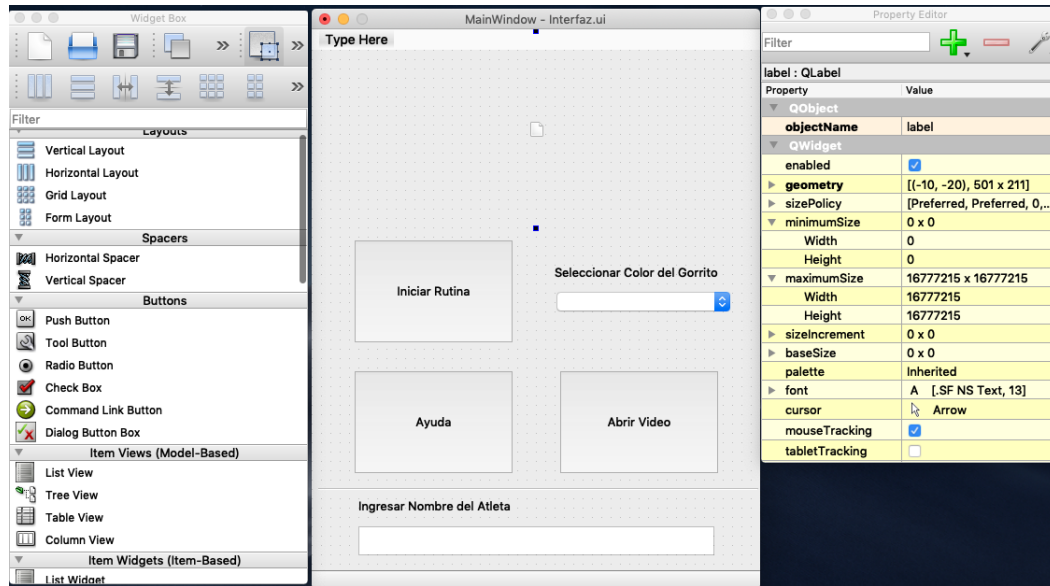 Widget Box
»
»
»
Filter
Layouts
Vertical Layout
Horizontal Layout
Grid Layout
Form Layout
Spacers
Horizontal Spacer
Vertical Spacer
Buttons
OK
Push Button
Tool Button
Radio Button
Check Box
Command Link Button
Dialog Button Box
Item Views (Model-Based)
List View
Tree View
Table View
Column View
Item Widgets (Item-Based)
List Widget
MainWindow - Interfaz.ui
Type Here
Iniciar Rutina
Seleccionar Color del Gorrito
Ayuda
Abrir Video
Ingresar Nombre del Atleta
Property Editor
Filter
label : QLabel
Property Value
QObject
objectName label
QWidget
enabled
geometry [(-10, -20), 501 x 211]
sizePolicy [Preferred, Preferred, 0,...
minimumSize 0 x 0
Width 0
Height 0
maximumSize 16777215 x 16777215
Width 16777215
Height 16777215
sizeIncrement 0 x 0
baseSize 0 x 0
palette Inherited
font A [.SF NS Text, 13]
cursor Arrow
mouseTracking
tabletTracking